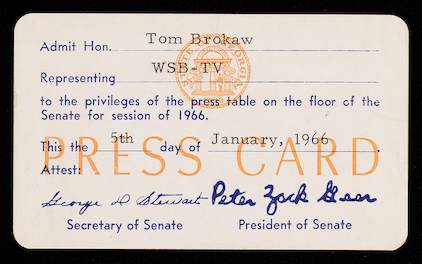 Admit Hon. Tom Brokaw
Representing WSB-TV
to the privileges of the press table on the floor of the
Senate for session of 1966.
This the 5th day of January, 1966.
PRESS CARD
Attest:
George D Stewart Peter Zack Geer
Secretary of Senate President of Senate